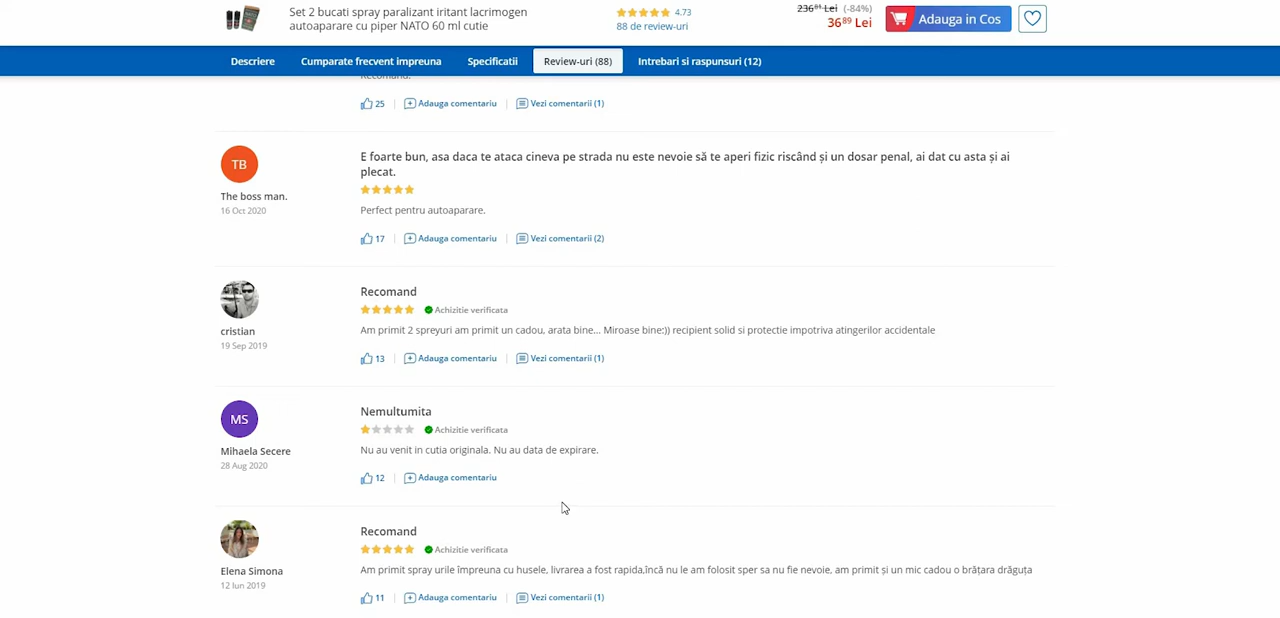 Set 2 bucati spray paralizant iritant lacrimogen
autoaparare cu piper NATO 60 ml cutie
4.73
88 de review-uri
236⁸¹ Lei (-84%)
36⁸⁹ Lei
Adauga in Cos
Descriere Cumparate frecvent impreuna Specificatii Review-uri (88) Intrebari si raspunsuri (12)
Recomand.
25 Adauga comentariu Vezi comentarii (1)
TB
The boss man.
16 Oct 2020
E foarte bun, asa daca te ataca cineva pe strada nu este nevoie să te aperi fizic riscând și un dosar penal, ai dat cu asta și ai
plecat.
Perfect pentru autoaparare.
17 Adauga comentariu Vezi comentarii (2)
cristian
19 Sep 2019
Recomand
Achizitie verificata
Am primit 2 spreyuri am primit un cadou, arata bine... Miroase bine:)) recipient solid si protectie impotriva atingerilor accidentale
13 Adauga comentariu Vezi comentarii (1)
MS
Mihaela Secere
28 Aug 2020
Nemultumita
Achizitie verificata
Nu au venit in cutia originala. Nu au data de expirare.
12 Adauga comentariu
Elena Simona
12 Iun 2019
Recomand
Achizitie verificata
Am primit spray urile împreuna cu husele, livrarea a fost rapida,încă nu le am folosit sper sa nu fie nevoie, am primit și un mic cadou o brățara drăguța
11 Adauga comentariu Vezi comentarii (1)